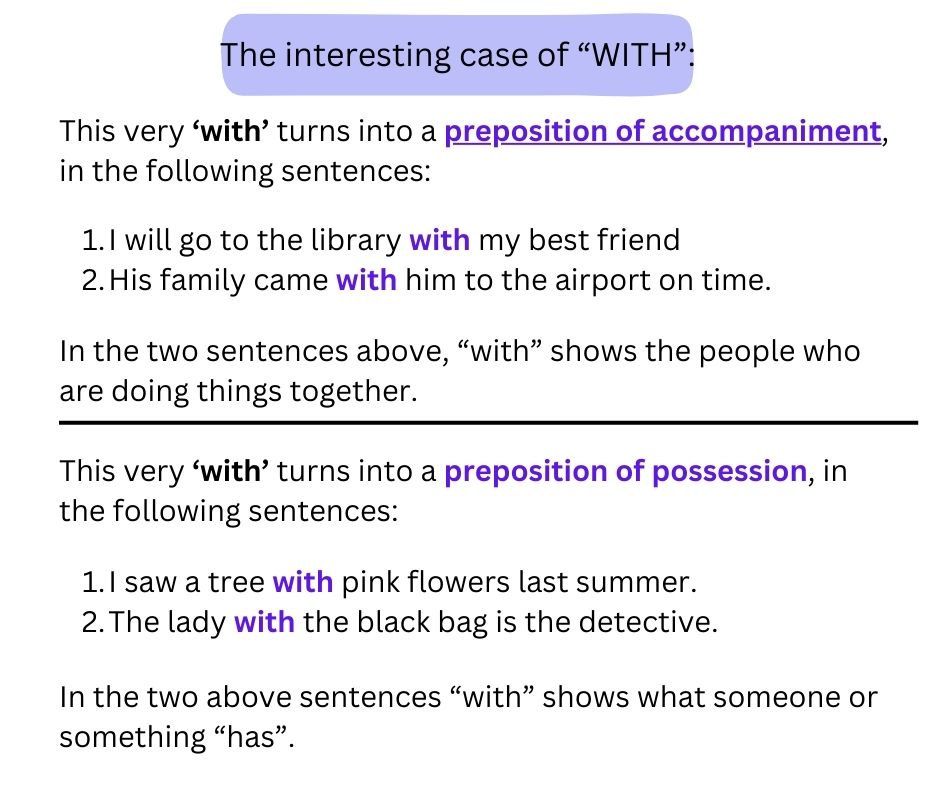 The interesting case of “WITH”:
This very ‘with’ turns into a preposition of accompaniment,
in the following sentences:
1. I will go to the library with my best friend
2. His family came with him to the airport on time.
In the two sentences above, “with” shows the people who
are doing things together.
This very ‘with’ turns into a preposition of possession, in
the following sentences:
1. I saw a tree with pink flowers last summer.
2. The lady with the black bag is the detective.
In the two above sentences “with” shows what someone or
something “has”.